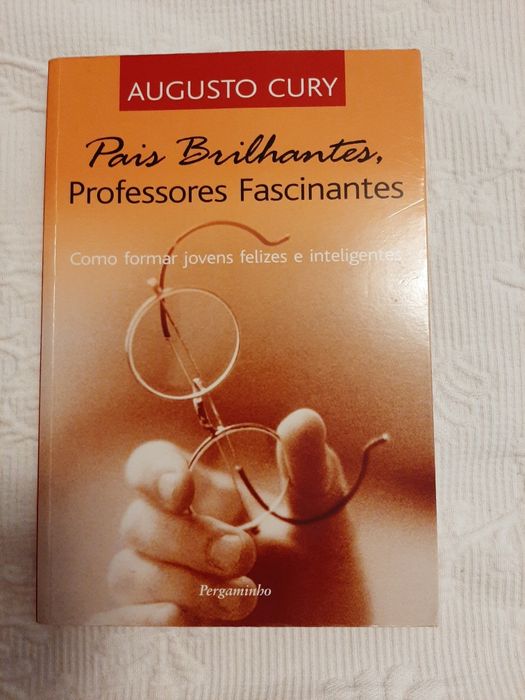 AUGUSTO CURY
Pais Brilhantes,
Professores Fascinantes
Como formar jovens felizes e inteligentes
Pergaminho